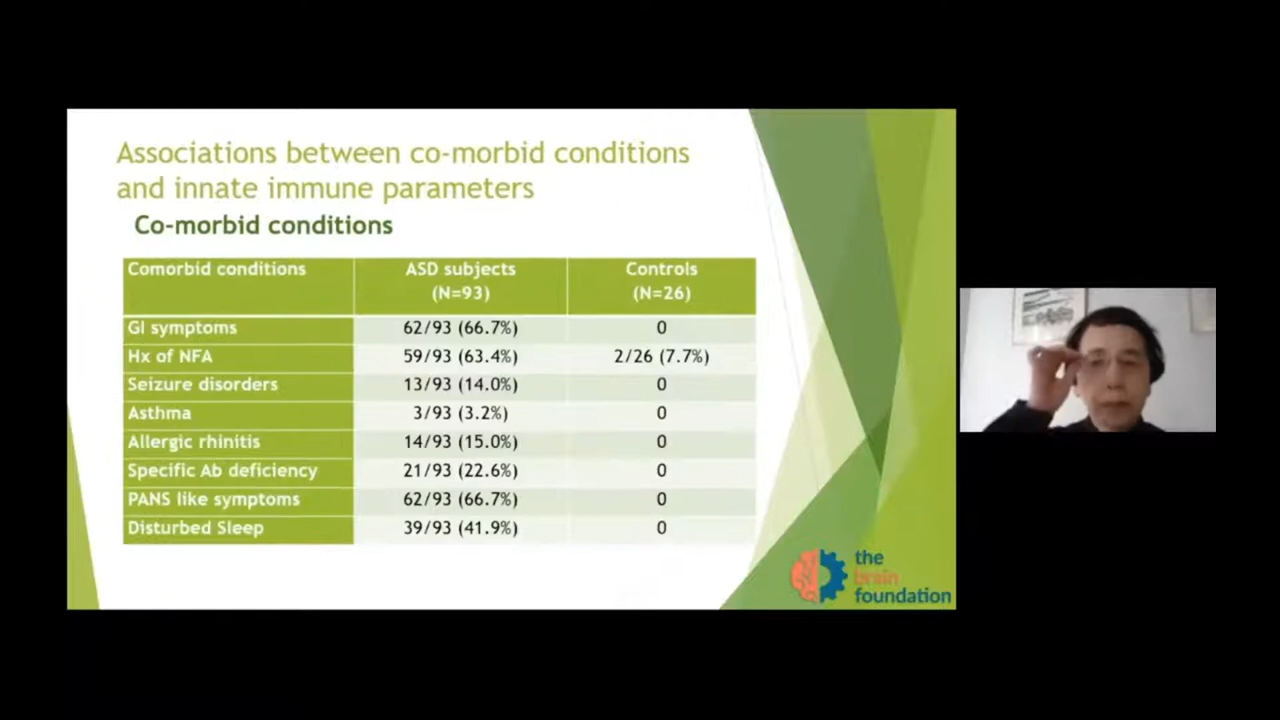 Associations between co-morbid conditions
and innate immune parameters
Co-morbid conditions
Comorbid conditions ASD subjects (N=93) Controls (N=26)
GI symptoms 62/93 (66.7%) 0
Hx of NFA 59/93 (63.4%) 2/26 (7.7%)
Seizure disorders 13/93 (14.0%) 0
Asthma 3/93 (3.2%) 0
Allergic rhinitis 14/93 (15.0%) 0
Specific Ab deficiency 21/93 (22.6%) 0
PANS like symptoms 62/93 (66.7%) 0
Disturbed Sleep 39/93 (41.9%) 0
the
brain
foundation